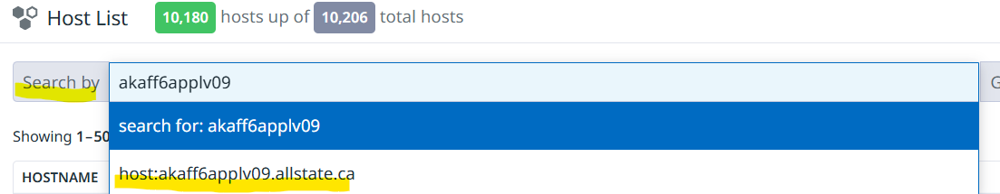 Host List 10,180 hosts up of 10,206 total hosts
Search by akaff6applv09 G
search for: akaff6applv09
Showing 1–50
host:akaff6applv09.allstate.ca
HOSTNAME